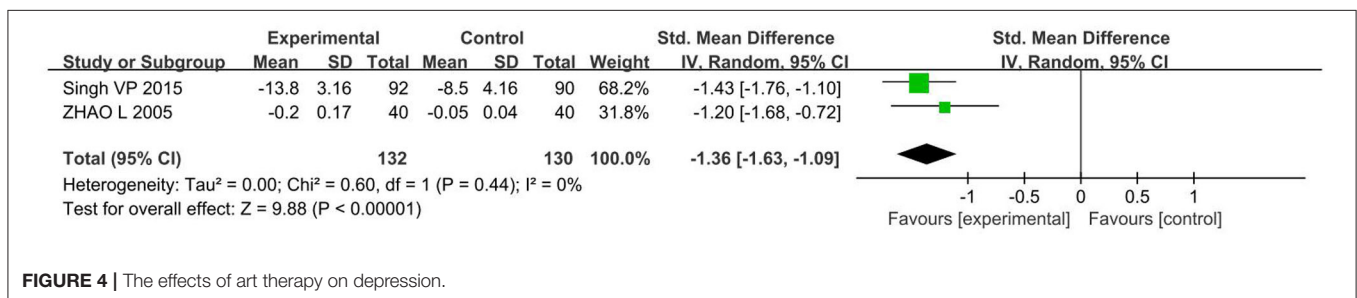 Experimental Control Std. Mean Difference Std. Mean Difference
Study or Subgroup Mean SD Total Mean SD Total Weight IV, Random, 95% CI IV, Random, 95% CI
Singh VP 2015 -13.8 3.16 92 -8.5 4.16 90 68.2% -1.43 [-1.76, -1.10]
ZHAO L 2005 -0.2 0.17 40 -0.05 0.04 40 31.8% -1.20 [-1.68, -0.72]
Total (95% CI) 132 130 100.0% -1.36 [-1.63, -1.09]
Heterogeneity: Tau² = 0.00; Chi² = 0.60, df = 1 (P = 0.44); I² = 0%
Test for overall effect: Z = 9.88 (P < 0.00001)
-1 -0.5 0 0.5 1
Favours [experimental] Favours [control]
FIGURE 4 | The effects of art therapy on depression.